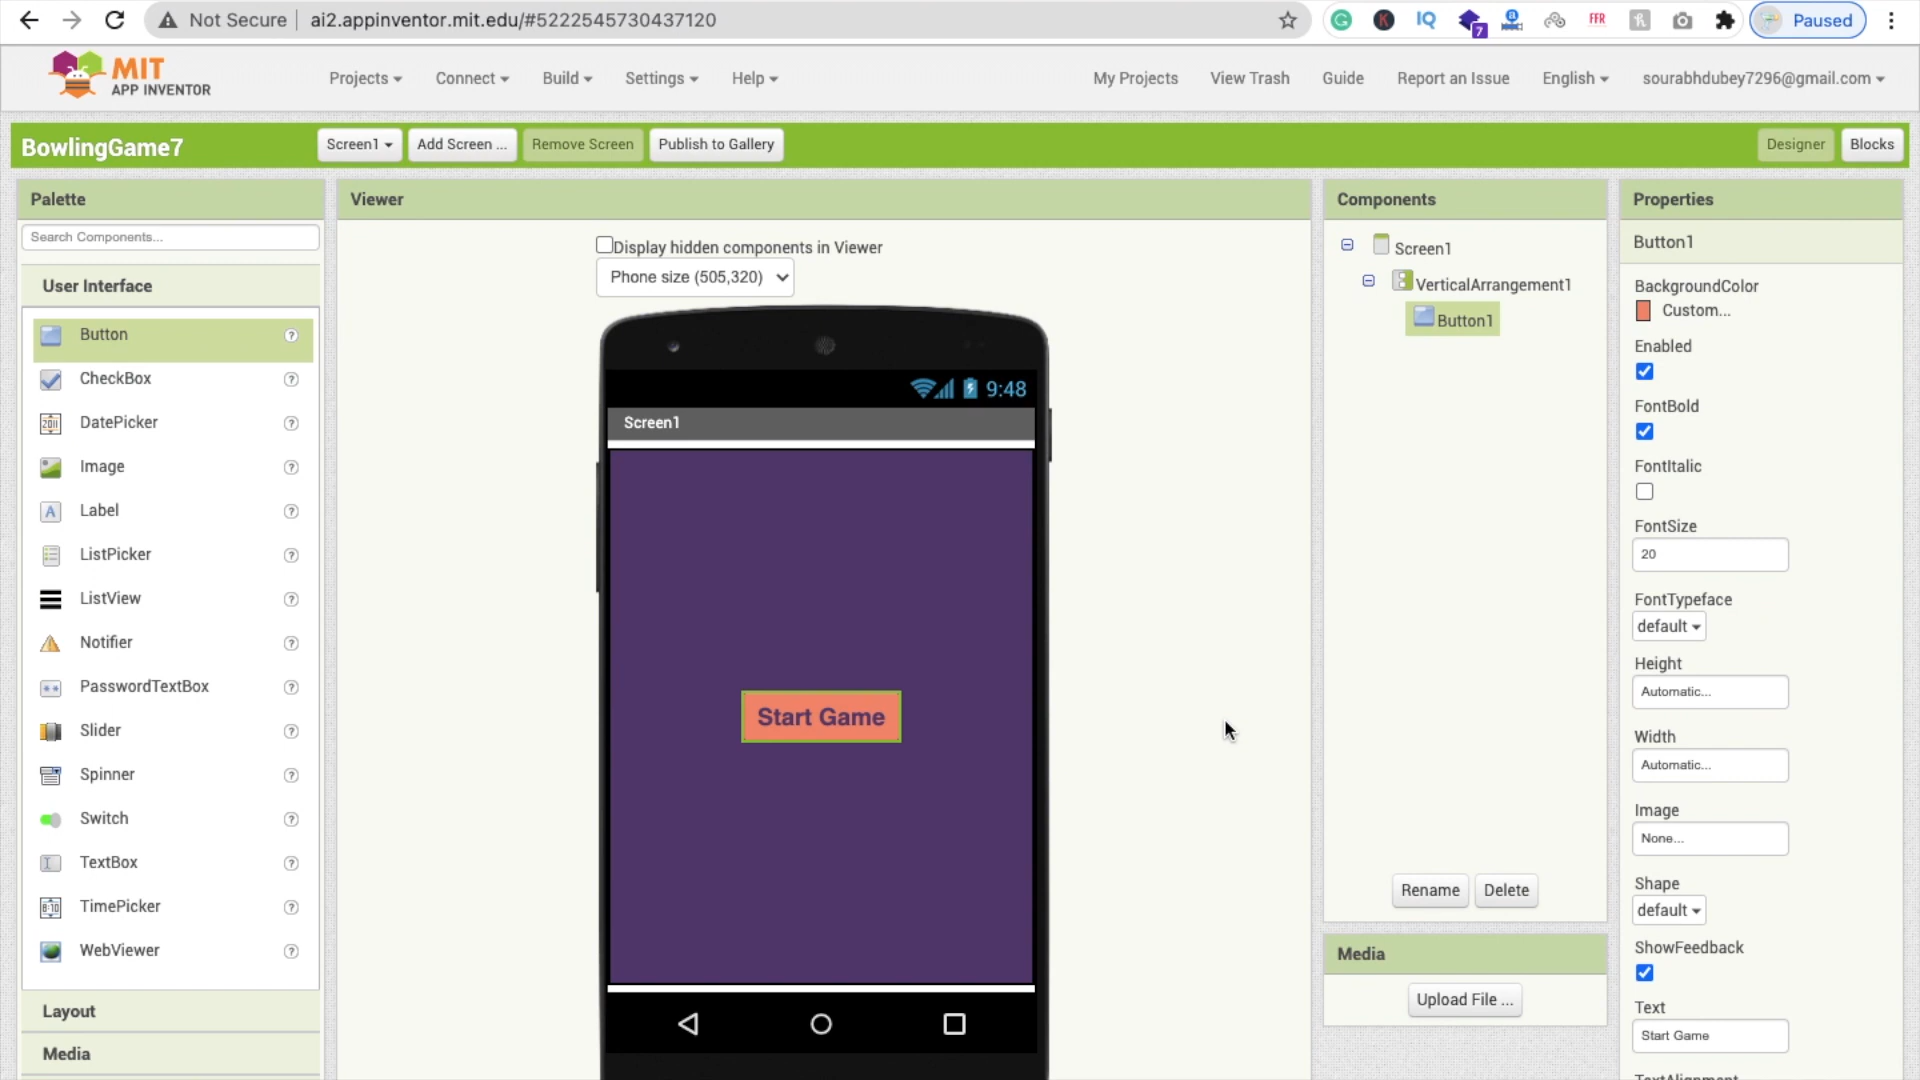 Not Secure
ai2.appinventor.mit.edu/#5222545730437120
7
a
FFR
K
IQ
Paused
MIT
APP INVENTOR
Projects
Connect
Build
Settings
Help
My Projects
View Trash
Guide
Report an Issue
English
sourabhdubey7296@gmail.com
BowlingGame7
Screen1
Add Screen ...
Remove Screen
Publish to Gallery
Designer
Blocks
Palette
Search Components...
User Interface
Button
CheckBox
DatePicker
Image
Label
ListPicker
ListView
Notifier
PasswordTextBox
Slider
Spinner
Switch
TextBox
TimePicker
WebViewer
Layout
Media
Viewer
Display hidden components in Viewer
Phone size (505,320)
9:48
Screen1
Start Game
Components
Screen1
VerticalArrangement1
Button1
Rename
Delete
Media
Upload File ...
Properties
Button1
BackgroundColor
Custom...
Enabled
FontBold
FontItalic
FontSize
20
FontTypeface
default
Height
Automatic...
Width
Automatic...
Image
None...
Shape
default
ShowFeedback
Text
Start Game
TextAlignment